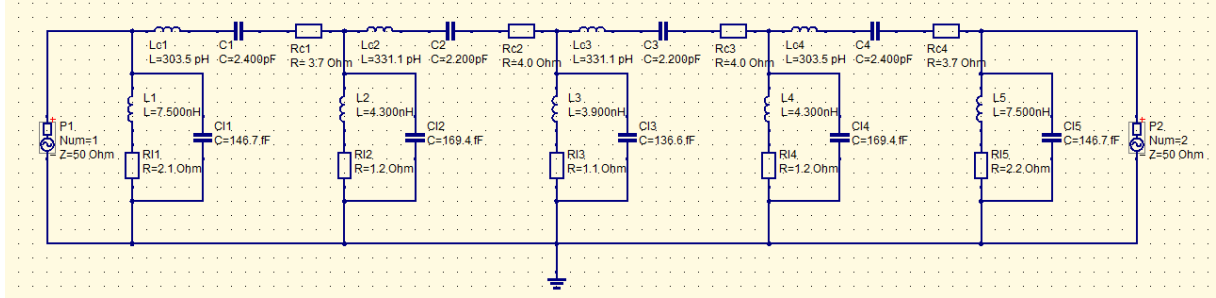 Lc1
L=303.5 pH
C1
C=2.400pF
Rc1
R= 3.7 Ohm
Lc2
L=331.1 pH
C2
C=2.200pF
Rc2
R=4.0 Ohm
Lc3
L=331.1 pH
C3
C=2.200pF
Rc3
R=4.0 Ohm
Lc4
L=303.5 pH
C4
C=2.400pF
Rc4
R=3.7 Ohm
P1
Num=1
Z=50 Ohm
L1
L=7.500nH
Rl1
R=2.1 Ohm
Cl1
C=146.7 fF
L2
L=4.300nH
Rl2
R=1.2 Ohm
Cl2
C=169.4 fF
L3
L=3.900nH
Rl3
R=1.1 Ohm
Cl3
C=136.6 fF
L4
L=4.300nH
Rl4
R=1.2 Ohm
Cl4
C=169.4 fF
L5
L=7.500nH
Rl5
R=2.2 Ohm
Cl5
C=146.7 fF
P2
Num=2
Z=50 Ohm